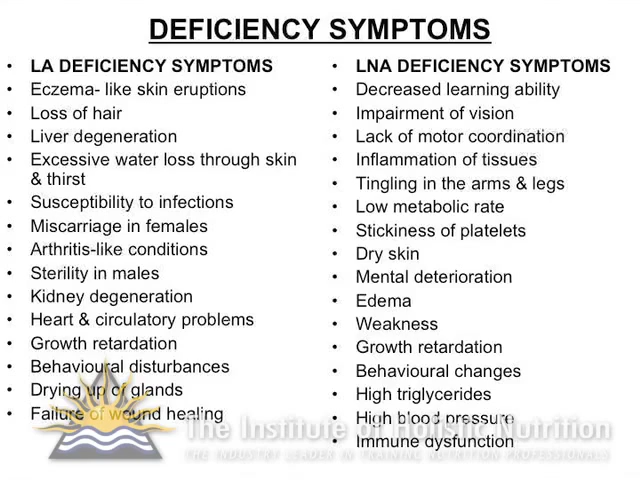 DEFICIENCY SYMPTOMS
• LA DEFICIENCY SYMPTOMS
• Eczema- like skin eruptions
• Loss of hair
• Liver degeneration
• Excessive water loss through skin
& thirst
• Susceptibility to infections
• Miscarriage in females
• Arthritis-like conditions
• Sterility in males
• Kidney degeneration
• Heart & circulatory problems
• Growth retardation
• Behavioural disturbances
• Drying up of glands
• Failure of wound healing
• LNA DEFICIENCY SYMPTOMS
• Decreased learning ability
• Impairment of vision
• Lack of motor coordination
• Inflammation of tissues
• Tingling in the arms & legs
• Low metabolic rate
• Stickiness of platelets
• Dry skin
• Mental deterioration
• Edema
• Weakness
• Growth retardation
• Behavioural changes
• High triglycerides
• High blood pressure
• Immune dysfunction
The Institute of Holistic Nutrition
THE INDUSTRY LEADER IN TRAINING NUTRITION PROFESSIONALS